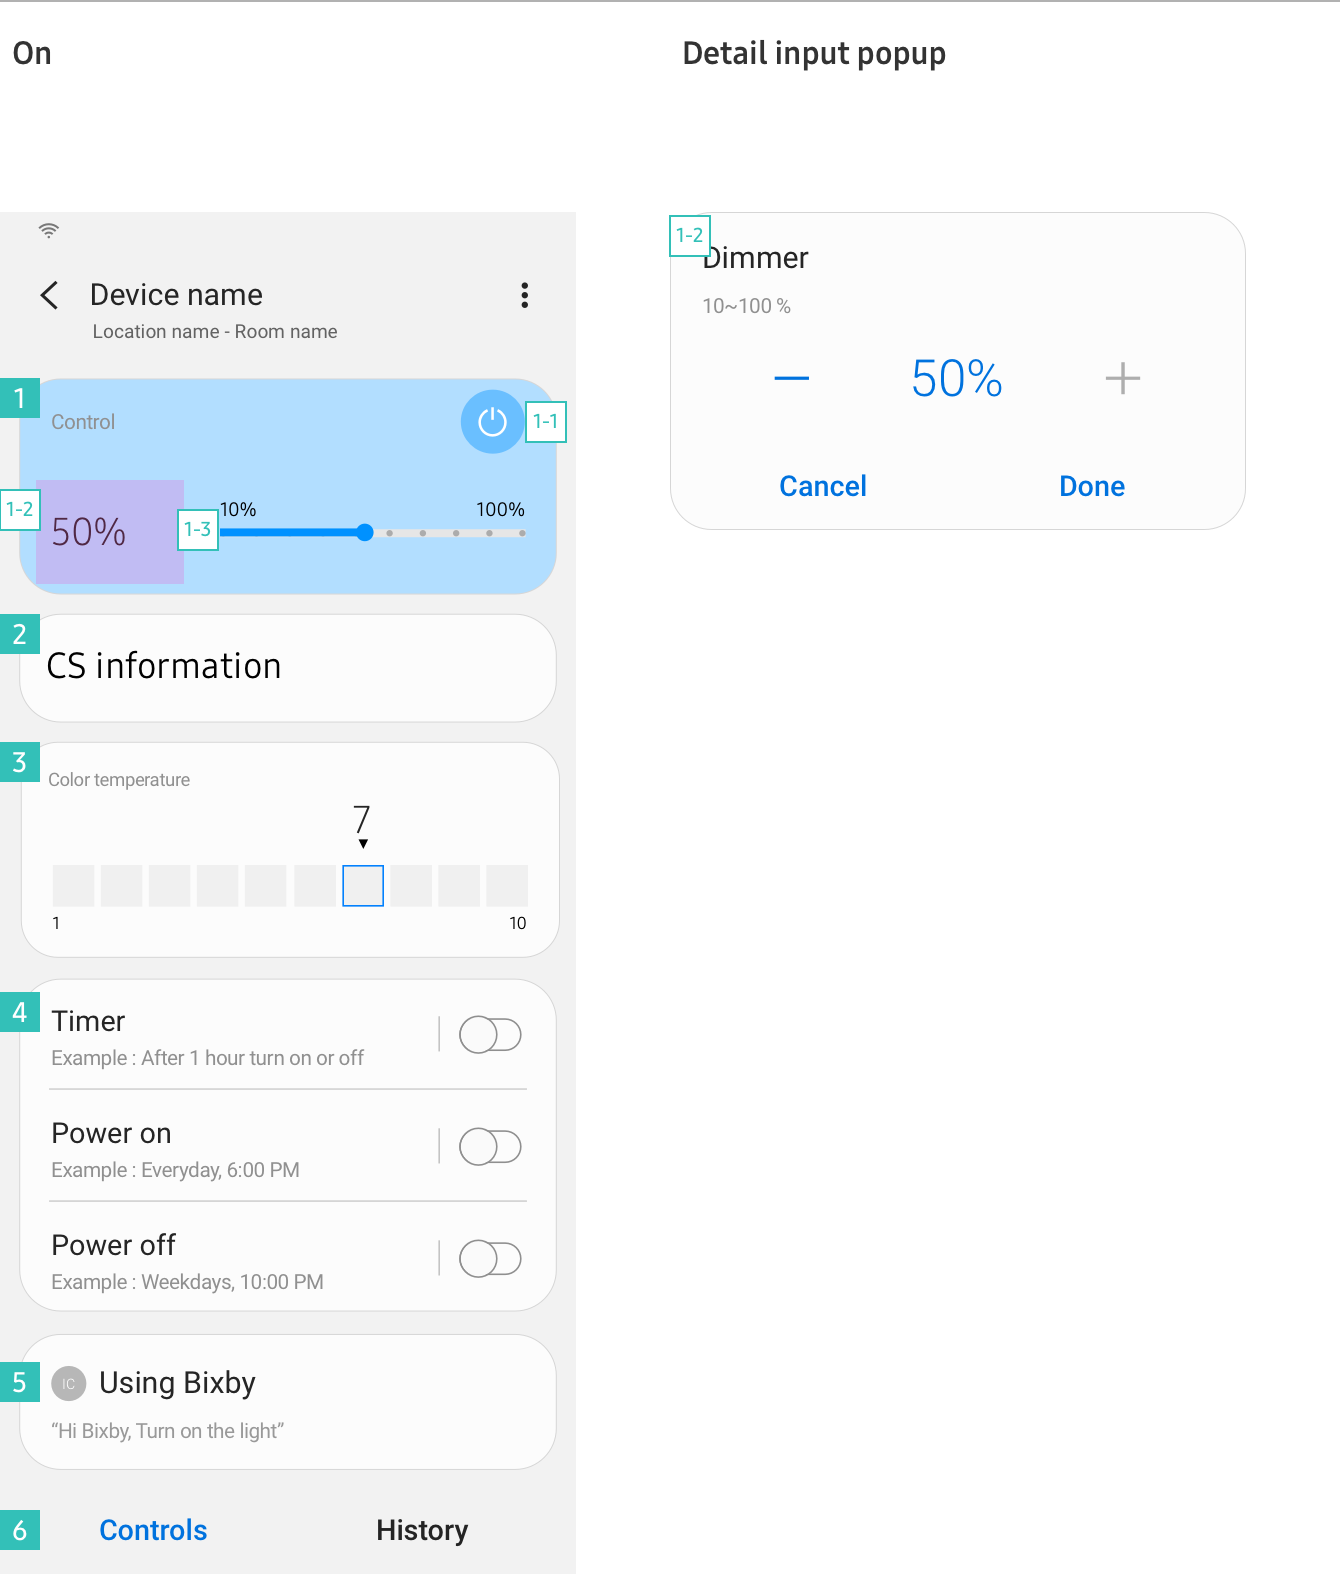 On
Detail input popup
Device name
Location name - Room name
1
Control
1-1
1-2
50%
1-3
10%
100%
2
CS information
3
Color temperature
7
1
10
4
Timer
Example : After 1 hour turn on or off
Power on
Example : Everyday, 6:00 PM
Power off
Example : Weekdays, 10:00 PM
5
IC
Using Bixby
“Hi Bixby, Turn on the light”
6
Controls
History
1-2
Dimmer
10~100 %
50%
Cancel
Done